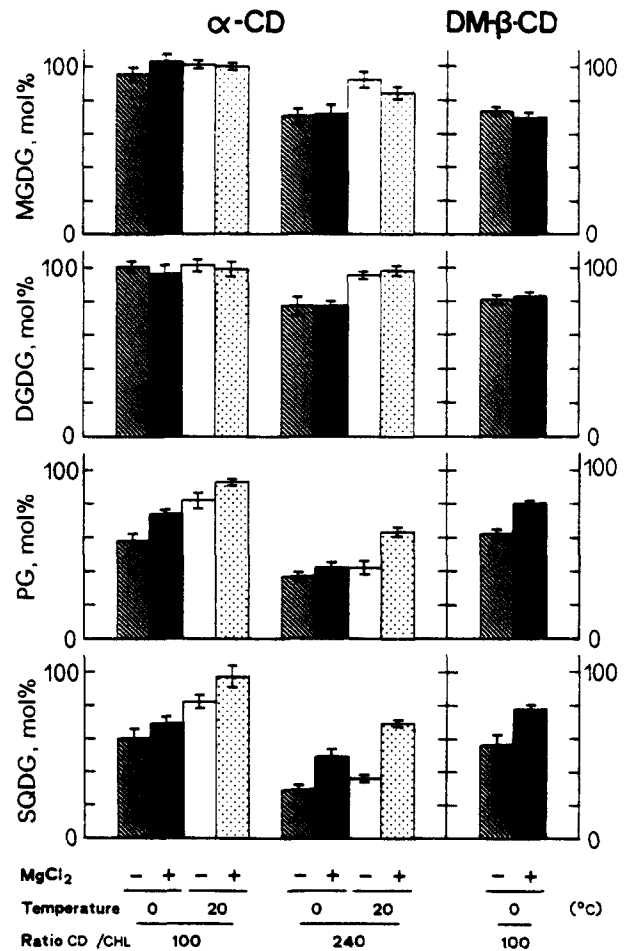 α-CD DM-β-CD
100 100
MGDG, mol%
0 0
100 100
DGDG, mol%
0 0
100 100
PG, mol%
0 0
100 100
SQDG, mol%
0 0
MgCl2 − + − + − + − + − +
Temperature 0 20 0 20 0 (°C)
Ratio CD /CHL 100 240 100